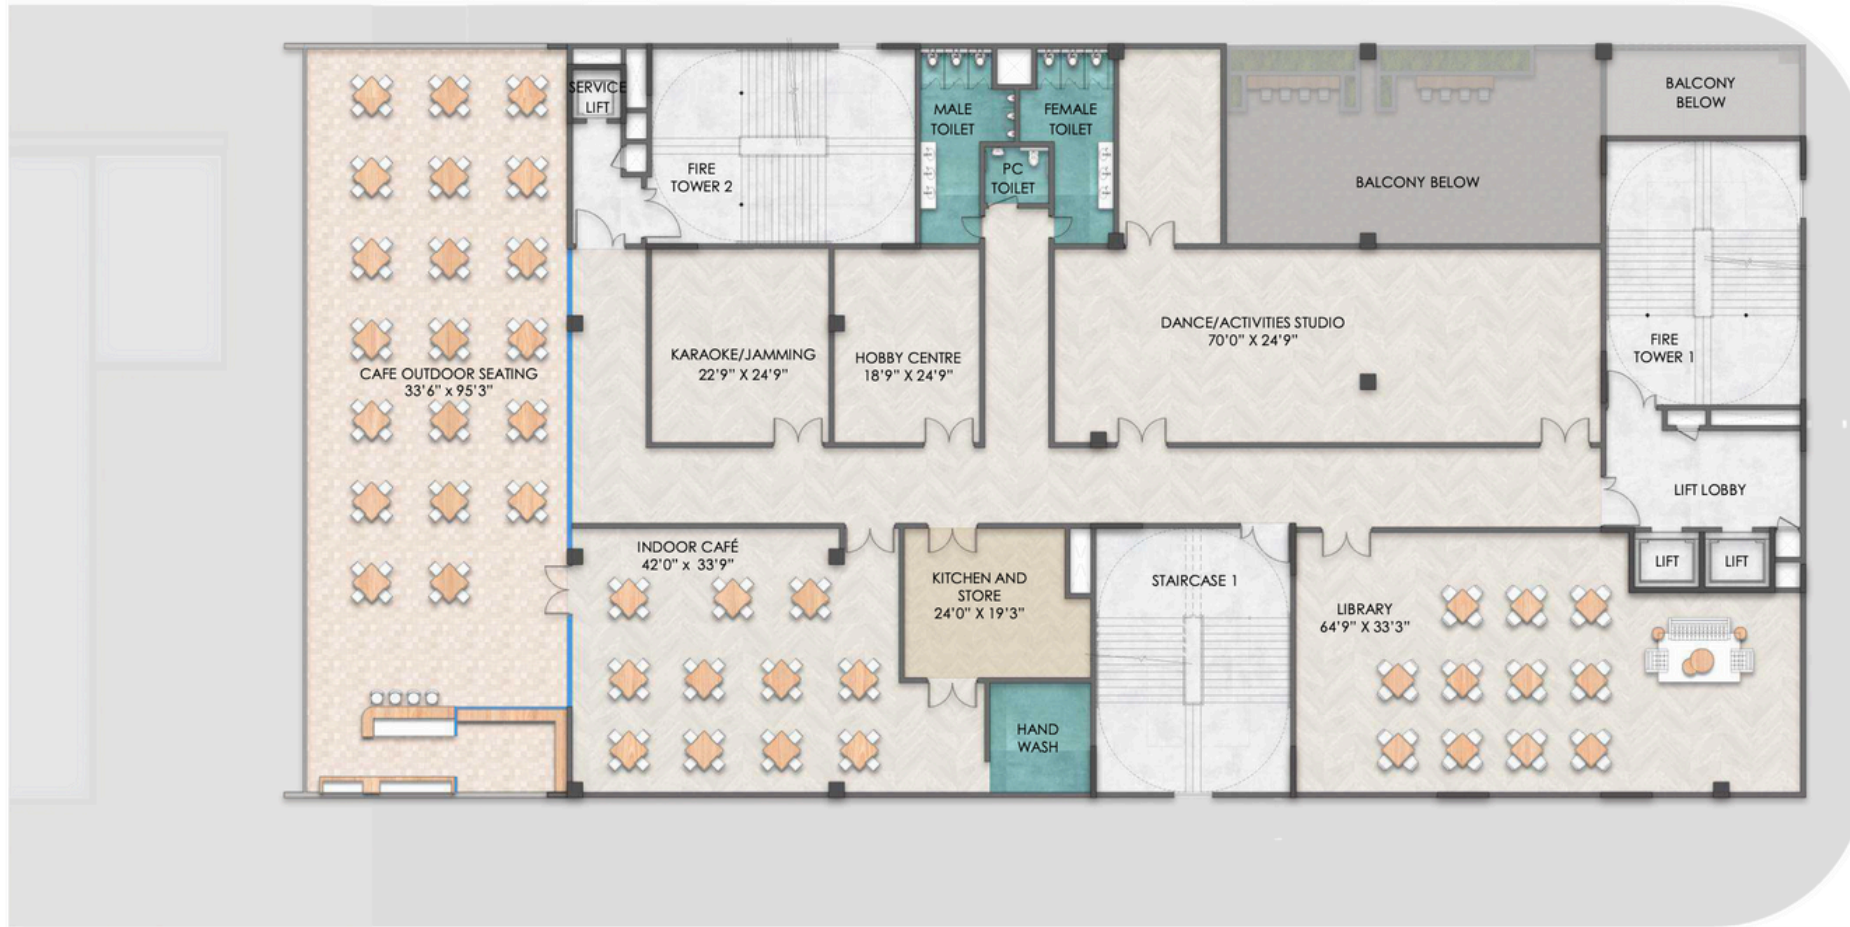 SERVICE
LIFT
FIRE
TOWER 2
MALE
TOILET
FEMALE
TOILET
PC
TOILET
BALCONY
BELOW
BALCONY BELOW
CAFE OUTDOOR SEATING
33'6" x 95'3"
KARAOKE/JAMMING
22'9" X 24'9"
HOBBY CENTRE
18'9" X 24'9"
DANCE/ACTIVITIES STUDIO
70'0" X 24'9"
FIRE
TOWER 1
LIFT LOBBY
INDOOR CAFÉ
42'0" x 33'9"
KITCHEN AND
STORE
24'0" X 19'3"
STAIRCASE 1
LIBRARY
64'9" X 33'3"
LIFT
LIFT
HAND
WASH